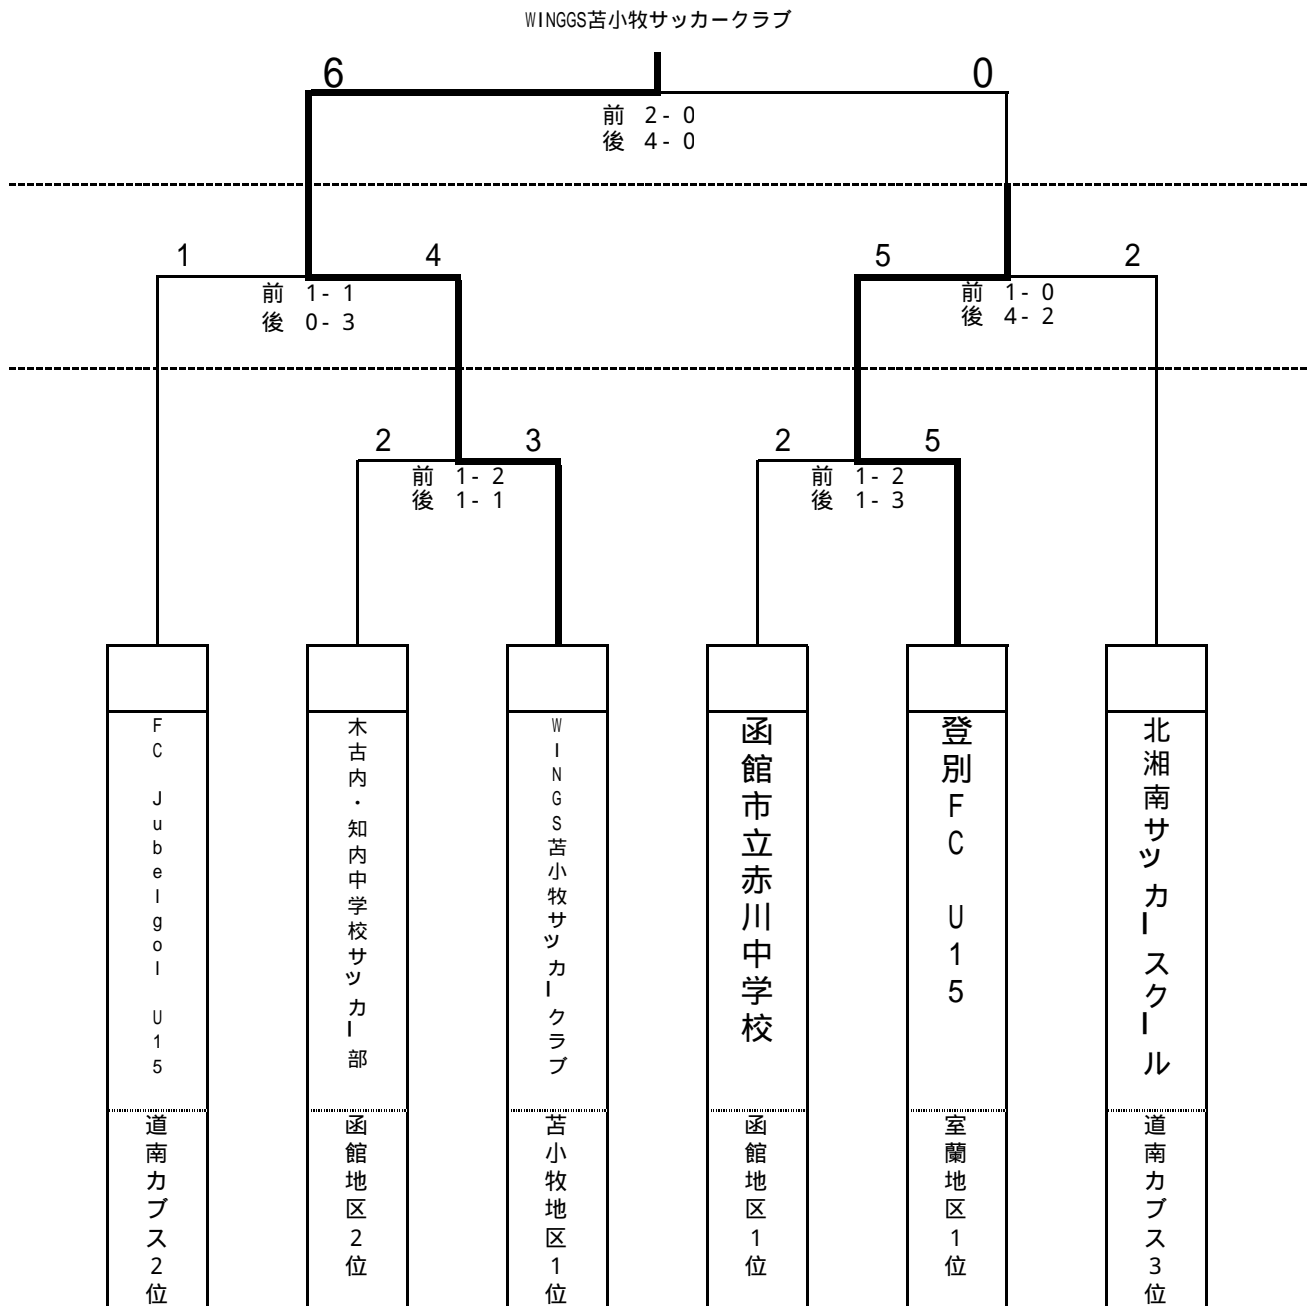 WINGGS苫小牧サッカークラブ
6
0
前 2- 0
後 4- 0
1
4
5
2
前 1- 1
後 0- 3
前 1- 0
後 4- 2
2
3
2
5
前 1- 2
後 1- 1
前 1- 2
後 1- 3
FC Jubelgol U15
木古内・知内中学校サッカー部
WINGS苫小牧サッカークラブ
函館市立赤川中学校
登別FC U15
北湘南サッカースクール
道南カブス2位
函館地区2位
苫小牧地区1位
函館地区1位
室蘭地区1位
道南カブス3位